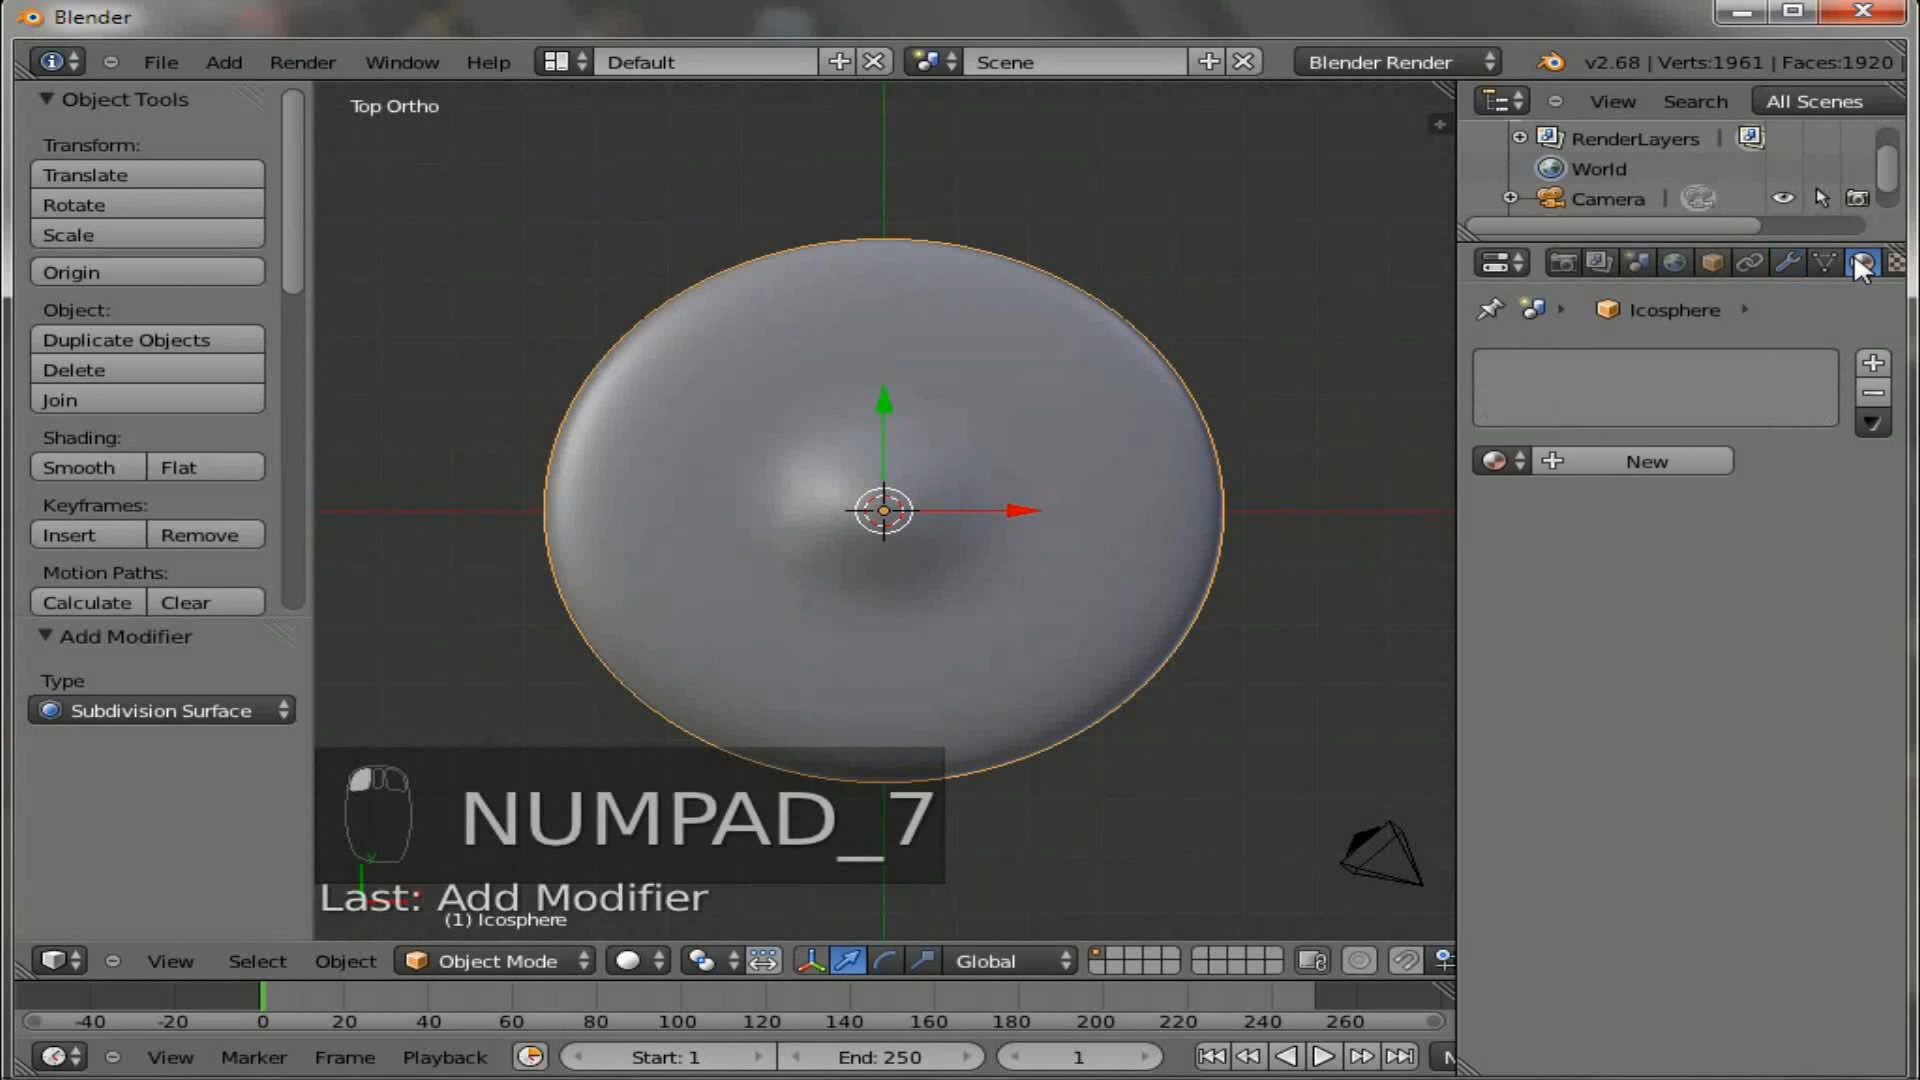 Blender
File Add Render Window Help Default Scene Blender Render v2.68 | Verts:1961 | Faces:1920 |
Object Tools
Transform:
Translate
Rotate
Scale
Origin
Object:
Duplicate Objects
Delete
Join
Shading:
Smooth Flat
Keyframes:
Insert Remove
Motion Paths:
Calculate Clear
Add Modifier
Type
Subdivision Surface
Top Ortho
NUMPAD_7
Last: Add Modifier
(1) Icosphere
View Search All Scenes
RenderLayers |
World
Camera |
Icosphere
New
View Select Object Object Mode Global
-40 -20 0 20 40 60 80 100 120 140 160 180 200 220 240 260
View Marker Frame Playback Start: 1 End: 250 1 N